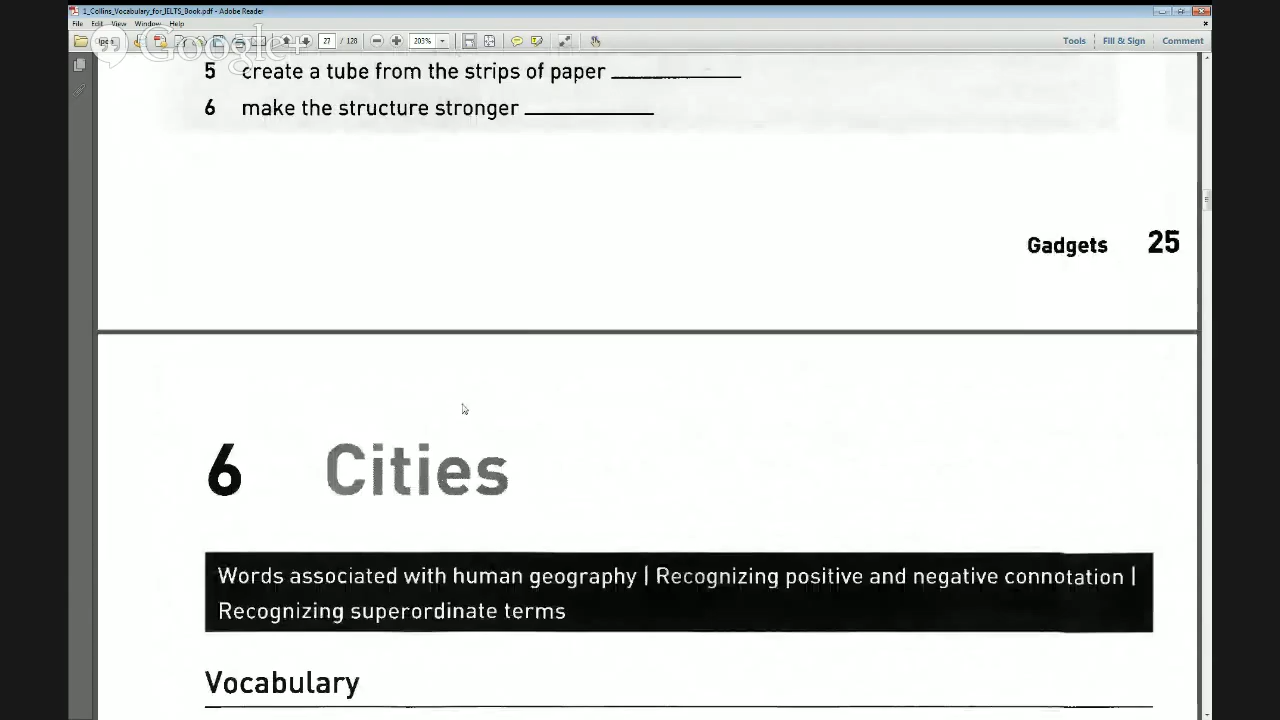 1_Collins_Vocabulary_for_IELTS_Book.pdf - Adobe Reader
File Edit View Window Help
Google+
Open 27 / 128 203% Tools Fill & Sign Comment
5 create a tube from the strips of paper
6 make the structure stronger
Gadgets 25
6 Cities
Words associated with human geography | Recognizing positive and negative connotation |
Recognizing superordinate terms
Vocabulary